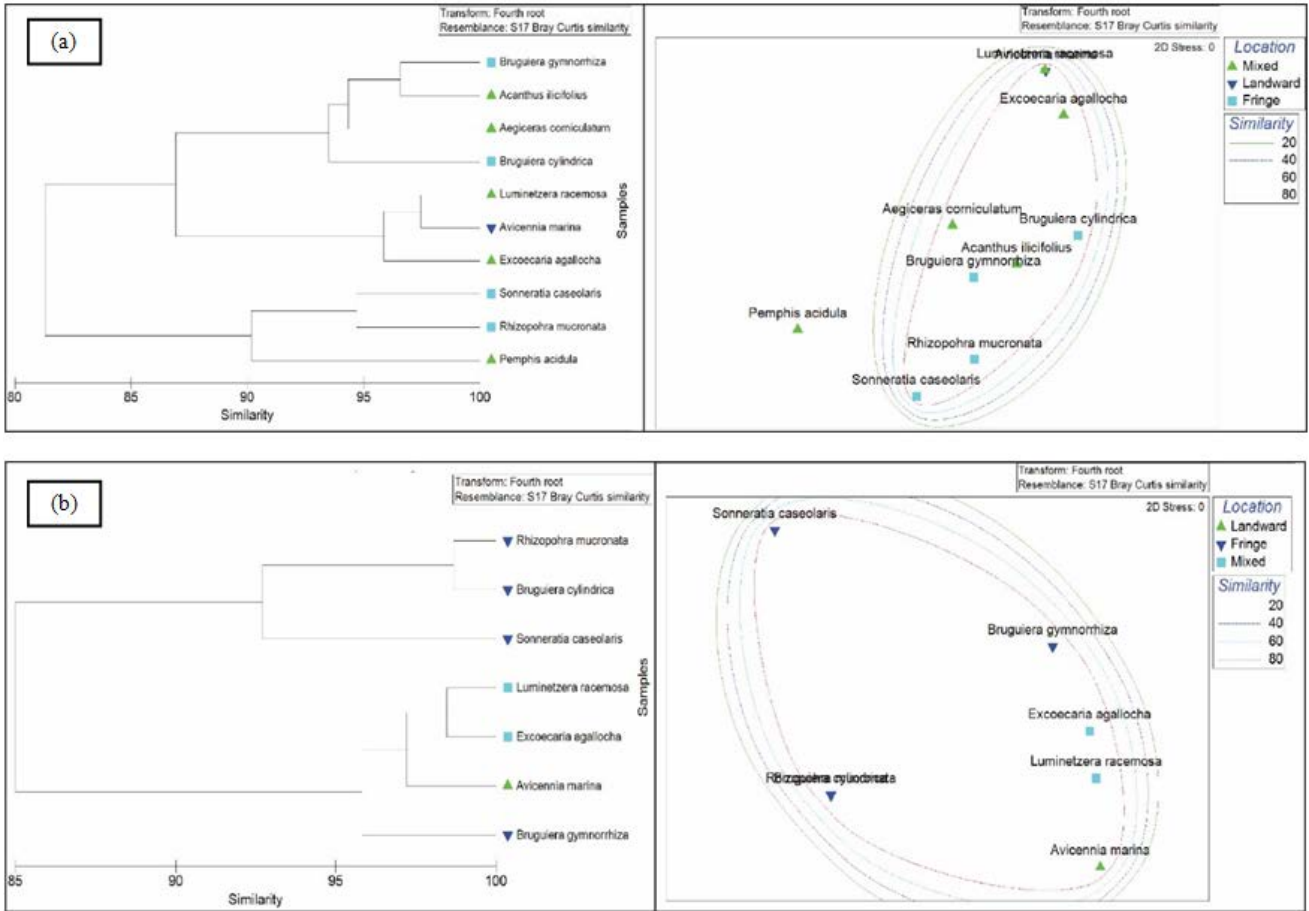 (a)
Transform: Fourth root
Resemblance: S17 Bray Curtis similarity
Bruguiera gymnorrhiza
Acanthus ilicifolius
Aegiceras corniculatum
Bruguiera cylindrica
Luminetzera racemosa
Avicennia marina
Excoecaria agallocha
Sonneratia caseolaris
Rhizopohra mucronata
Pemphis acidula
Samples
80 85 90 95 100
Similarity
Transform: Fourth root
Resemblance: S17 Bray Curtis similarity
2D Stress: 0
Luminetzera racemosa
Excoecaria agallocha
Aegiceras corniculatum
Bruguiera cylindrica
Acanthus ilicifolius
Bruguiera gymnorrhiza
Pemphis acidula
Rhizopohra mucronata
Sonneratia caseolaris
Location
Mixed
Landward
Fringe
Similarity
20
40
60
80
(b)
Transform: Fourth root
Resemblance: S17 Bray Curtis similarity
Rhizopohra mucronata
Bruguiera cylindrica
Sonneratia caseolaris
Luminetzera racemosa
Excoecaria agallocha
Avicennia marina
Bruguiera gymnorrhiza
Samples
85 90 95 100
Similarity
Transform: Fourth root
Resemblance: S17 Bray Curtis similarity
2D Stress: 0
Sonneratia caseolaris
Bruguiera gymnorrhiza
Excoecaria agallocha
Luminetzera racemosa
Avicennia marina
Location
Landward
Fringe
Mixed
Similarity
20
40
60
80